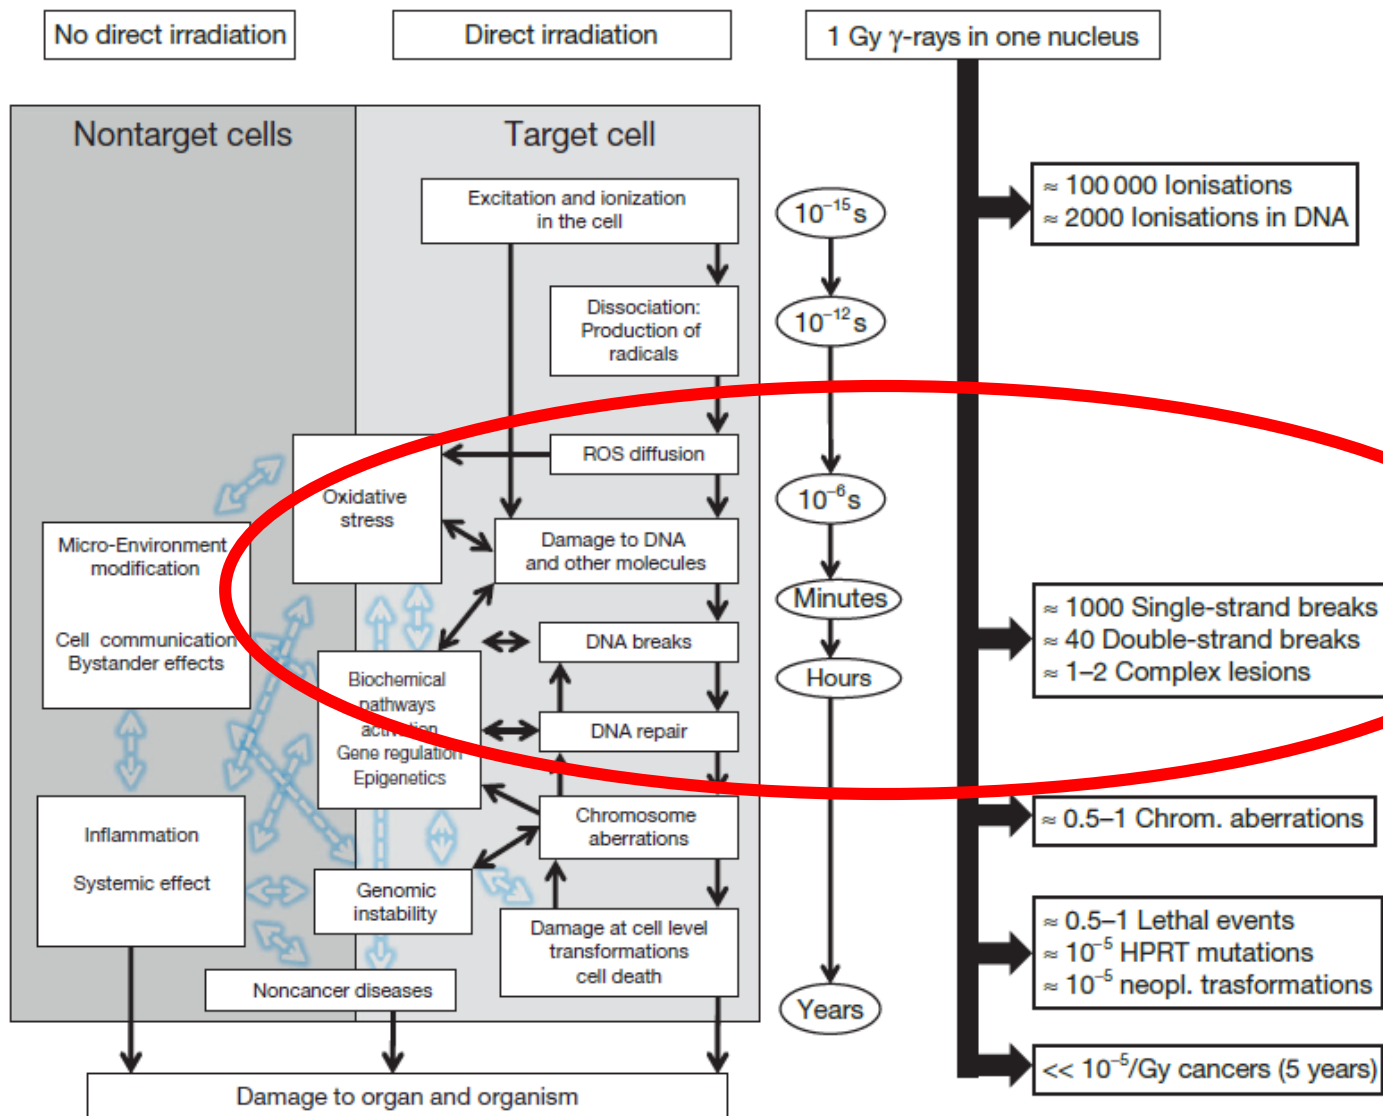 No direct irradiation
Direct irradiation
1 Gy γ-rays in one nucleus
Nontarget cells
Target cell
Excitation and ionization
in the cell
Dissociation:
Production of
radicals
ROS diffusion
Oxidative
stress
Damage to DNA
and other molecules
Micro-Environment
modification
Cell communication
Bystander effects
DNA breaks
Biochemical
pathways
activation
Gene regulation
Epigenetics
DNA repair
Chromosome
aberrations
Inflammation
Systemic effect
Genomic
instability
Damage at cell level
transformations
cell death
Noncancer diseases
Damage to organ and organism
10⁻¹⁵s
10⁻¹²s
10⁻⁶s
Minutes
Hours
Years
≈ 100 000 Ionisations
≈ 2000 Ionisations in DNA
≈ 1000 Single-strand breaks
≈ 40 Double-strand breaks
≈ 1–2 Complex lesions
≈ 0.5–1 Chrom. aberrations
≈ 0.5–1 Lethal events
≈ 10⁻⁵ HPRT mutations
≈ 10⁻⁵ neopl. trasformations
<< 10⁻⁵/Gy cancers (5 years)